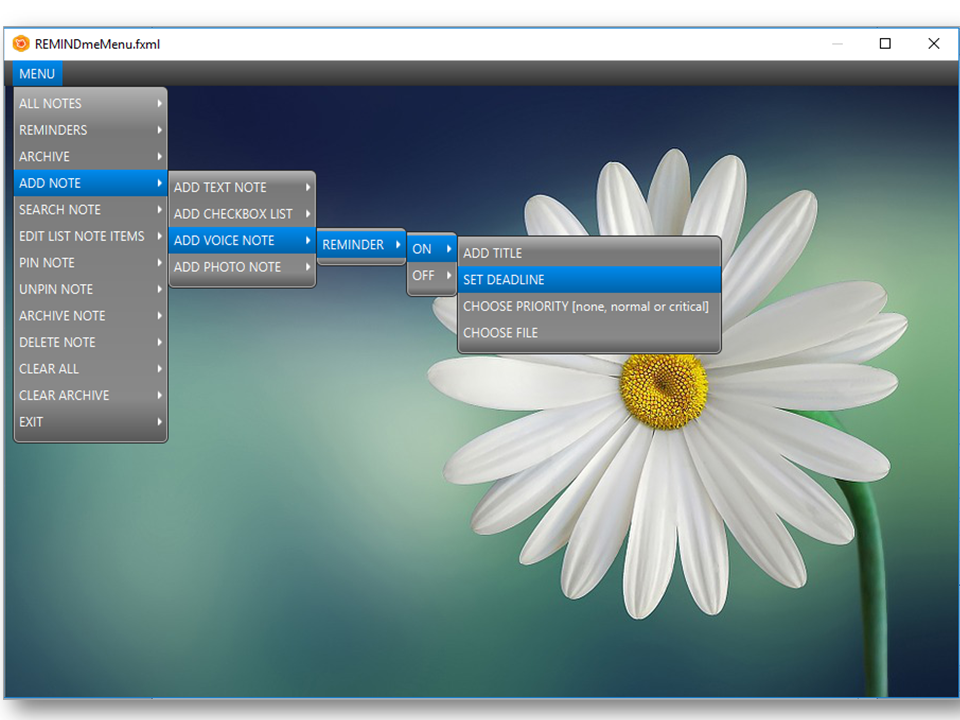 REMINDmeMenu.fxml
MENU
ALL NOTES
REMINDERS
ARCHIVE
ADD NOTE
SEARCH NOTE
EDIT LIST NOTE ITEMS
PIN NOTE
UNPIN NOTE
ARCHIVE NOTE
DELETE NOTE
CLEAR ALL
CLEAR ARCHIVE
EXIT
ADD TEXT NOTE
ADD CHECKBOX LIST
ADD VOICE NOTE
ADD PHOTO NOTE
REMINDER
ON
OFF
ADD TITLE
SET DEADLINE
CHOOSE PRIORITY [none, normal or critical]
CHOOSE FILE